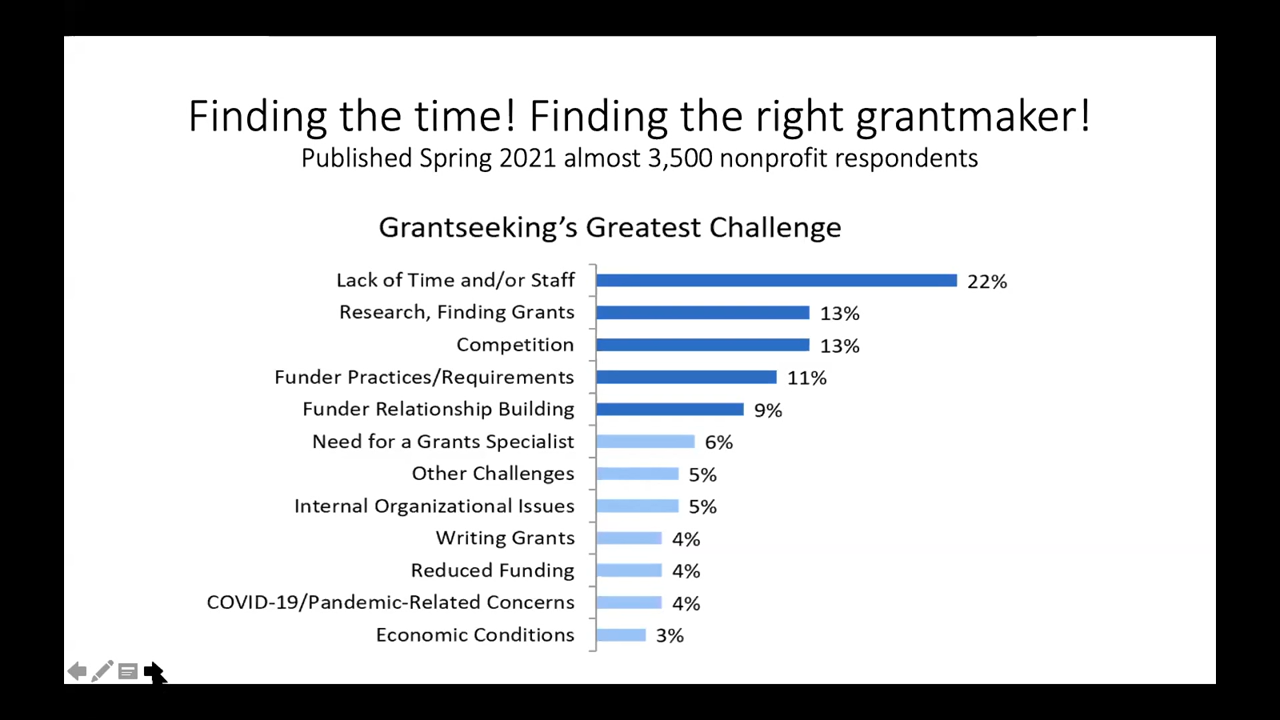 Finding the time! Finding the right grantmaker!
Published Spring 2021 almost 3,500 nonprofit respondents
Grantseeking's Greatest Challenge
Lack of Time and/or Staff 22%
Research, Finding Grants 13%
Competition 13%
Funder Practices/Requirements 11%
Funder Relationship Building 9%
Need for a Grants Specialist 6%
Other Challenges 5%
Internal Organizational Issues 5%
Writing Grants 4%
Reduced Funding 4%
COVID-19/Pandemic-Related Concerns 4%
Economic Conditions 3%